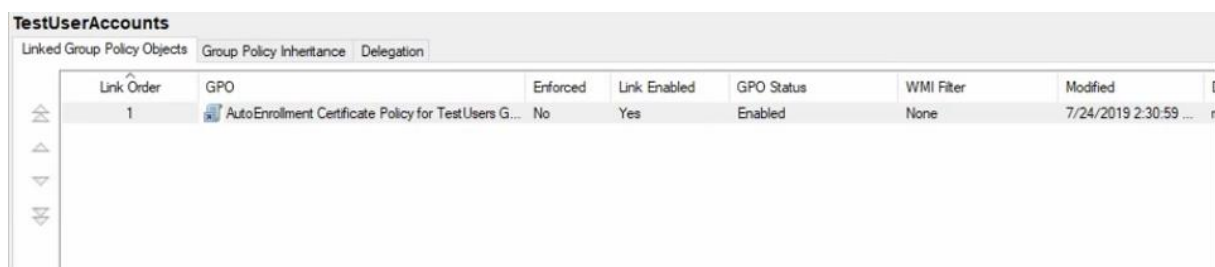 TestUserAccounts
Linked Group Policy Objects Group Policy Inheritance Delegation
Link Order GPO Enforced Link Enabled GPO Status WMI Filter Modified
1 AutoEnrollment Certificate Policy for TestUsers G... No Yes Enabled None 7/24/2019 2:30:59 ...